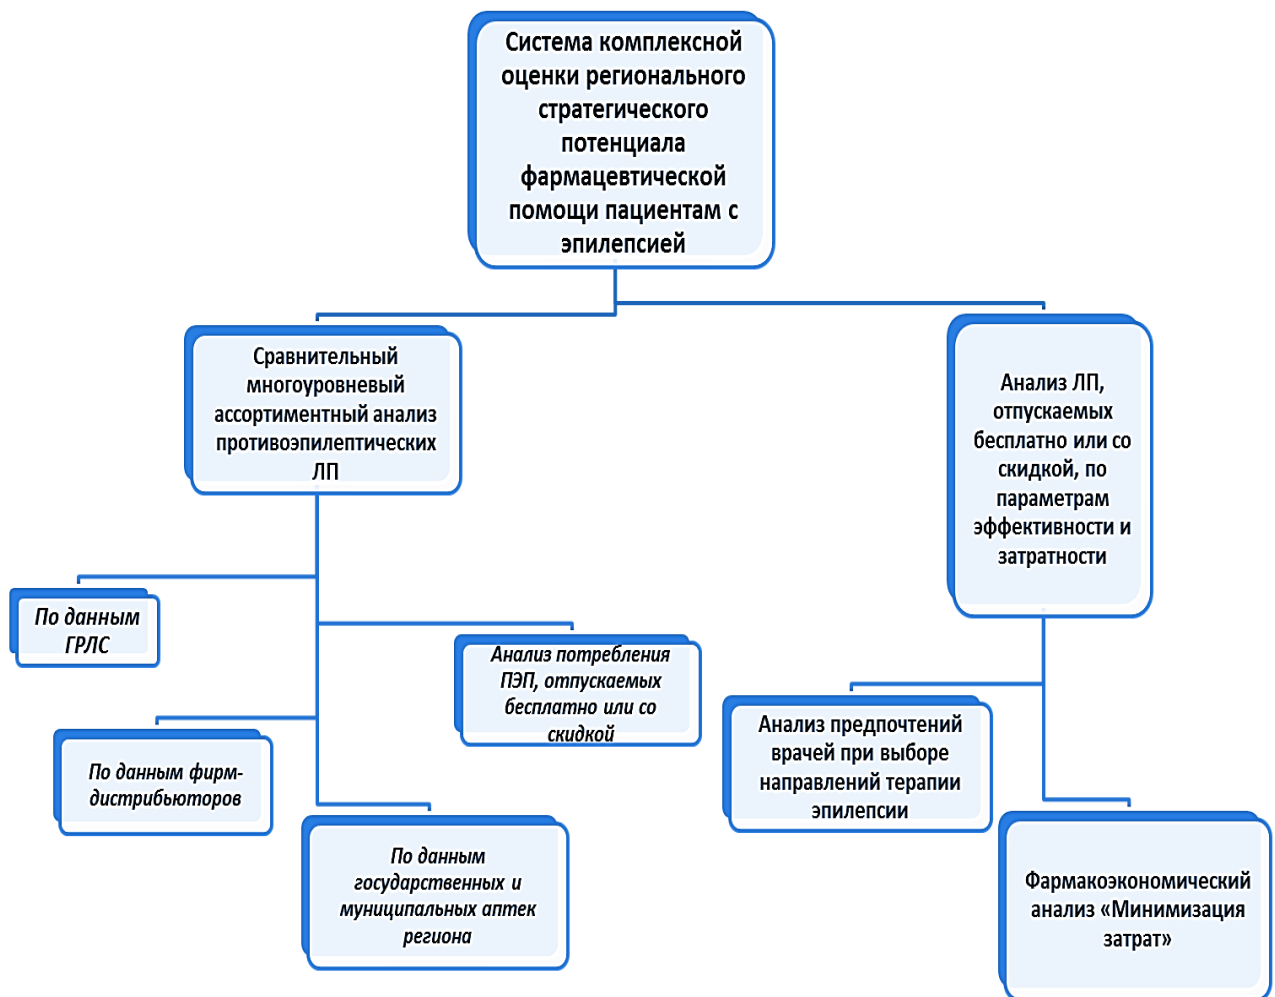 Система комплексной
оценки регионального
стратегического
потенциала
фармацевтической
помощи пациентам с
эпилепсией
Сравнительный
многоуровневый
ассортиментный анализ
противоэпилептических
ЛП
Анализ ЛП,
отпускаемых
бесплатно или со
скидкой, по
параметрам
эффективности и
затратности
По данным
ГРЛС
Анализ потребления
ПЭП, отпускаемых
бесплатно или со
скидкой
По данным фирм-
дистрибьюторов
По данным
государственных и
муниципальных аптек
региона
Анализ предпочтений
врачей при выборе
направлений терапии
эпилепсии
Фармакоэкономический
анализ «Минимизация
затрат»